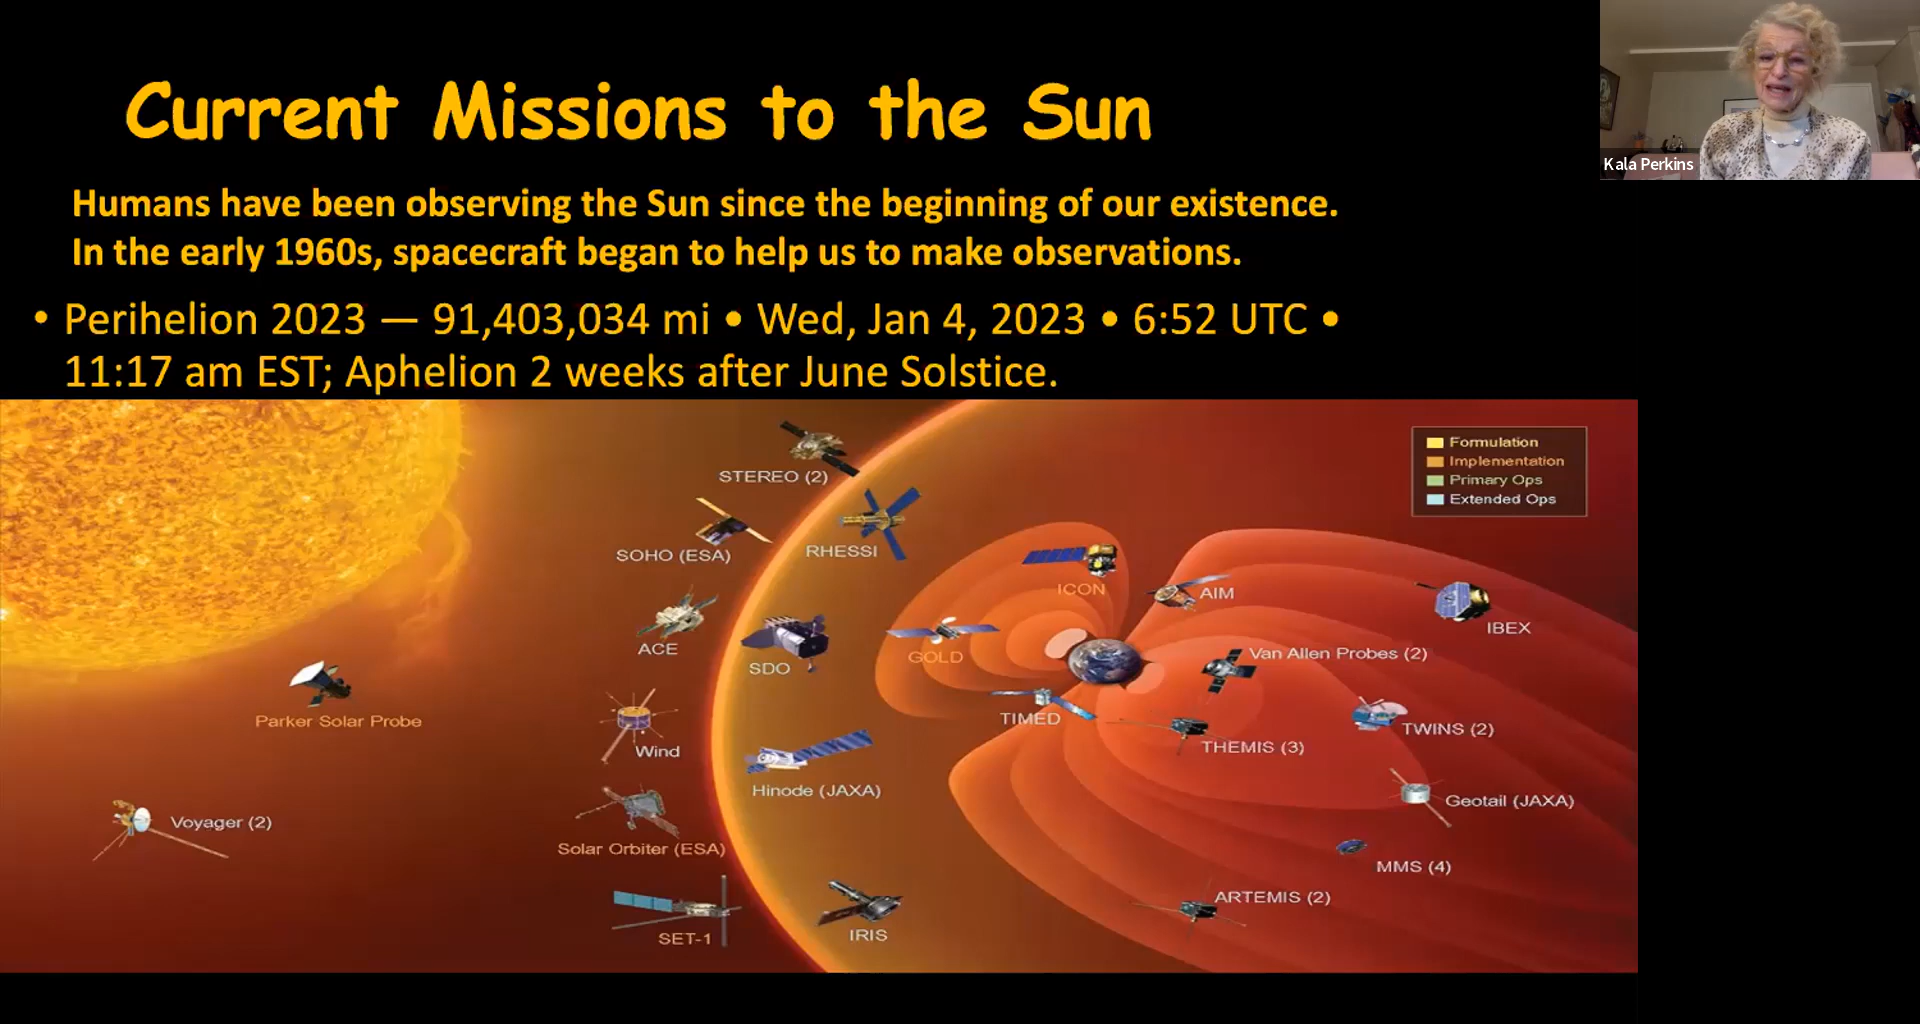 Current Missions to the Sun
Kala Perkins
Humans have been observing the Sun since the beginning of our existence.
In the early 1960s, spacecraft began to help us to make observations.
• Perihelion 2023 — 91,403,034 mi • Wed, Jan 4, 2023 • 6:52 UTC •
11:17 am EST; Aphelion 2 weeks after June Solstice.
Formulation
Implementation
Primary Ops
Extended Ops
STEREO (2)
SOHO (ESA)
RHESSI
ICON
AIM
IBEX
ACE
SDO
GOLD
Van Allen Probes (2)
Parker Solar Probe
TIMED
TWINS (2)
Wind
THEMIS (3)
Hinode (JAXA)
Geotail (JAXA)
Voyager (2)
Solar Orbiter (ESA)
MMS (4)
ARTEMIS (2)
SET-1
IRIS